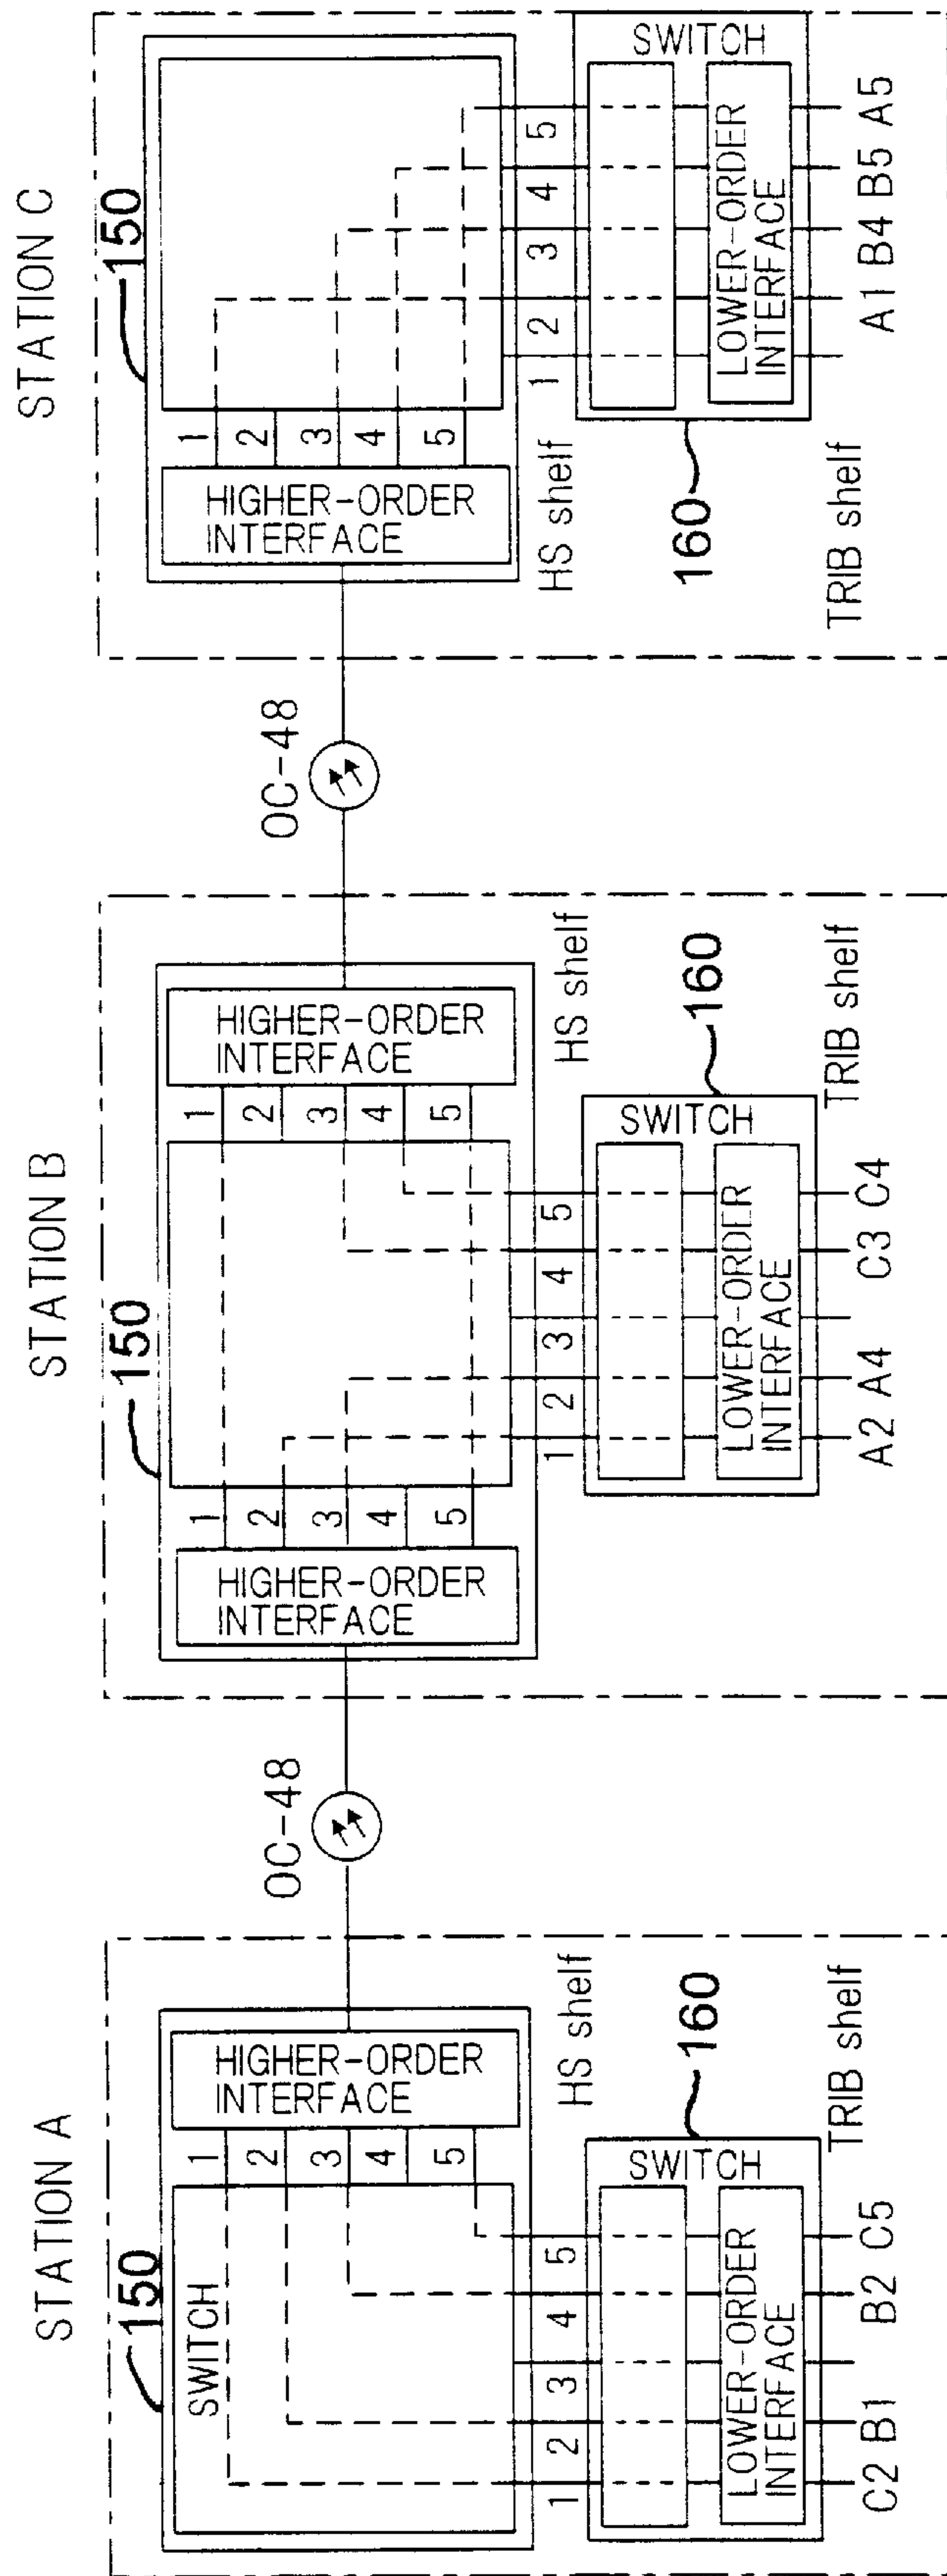 STATION A
150
SWITCH
HIGHER-ORDER
INTERFACE
1
2
3
4
5
HS shelf
1
2
3
4
5
SWITCH
160
LOWER-ORDER
INTERFACE
TRIB shelf
C2 B1 B2 C5
OC-48
STATION B
150
HIGHER-ORDER
INTERFACE
1
2
3
4
5
1
2
3
4
5
HIGHER-ORDER
INTERFACE
HS shelf
1
2
3
4
5
SWITCH
160
LOWER-ORDER
INTERFACE
TRIB shelf
A2 A4 C3 C4
OC-48
STATION C
150
HIGHER-ORDER
INTERFACE
1
2
3
4
5
HS shelf
1
2
3
4
5
SWITCH
160
LOWER-ORDER
INTERFACE
TRIB shelf
A1 B4 B5 A5